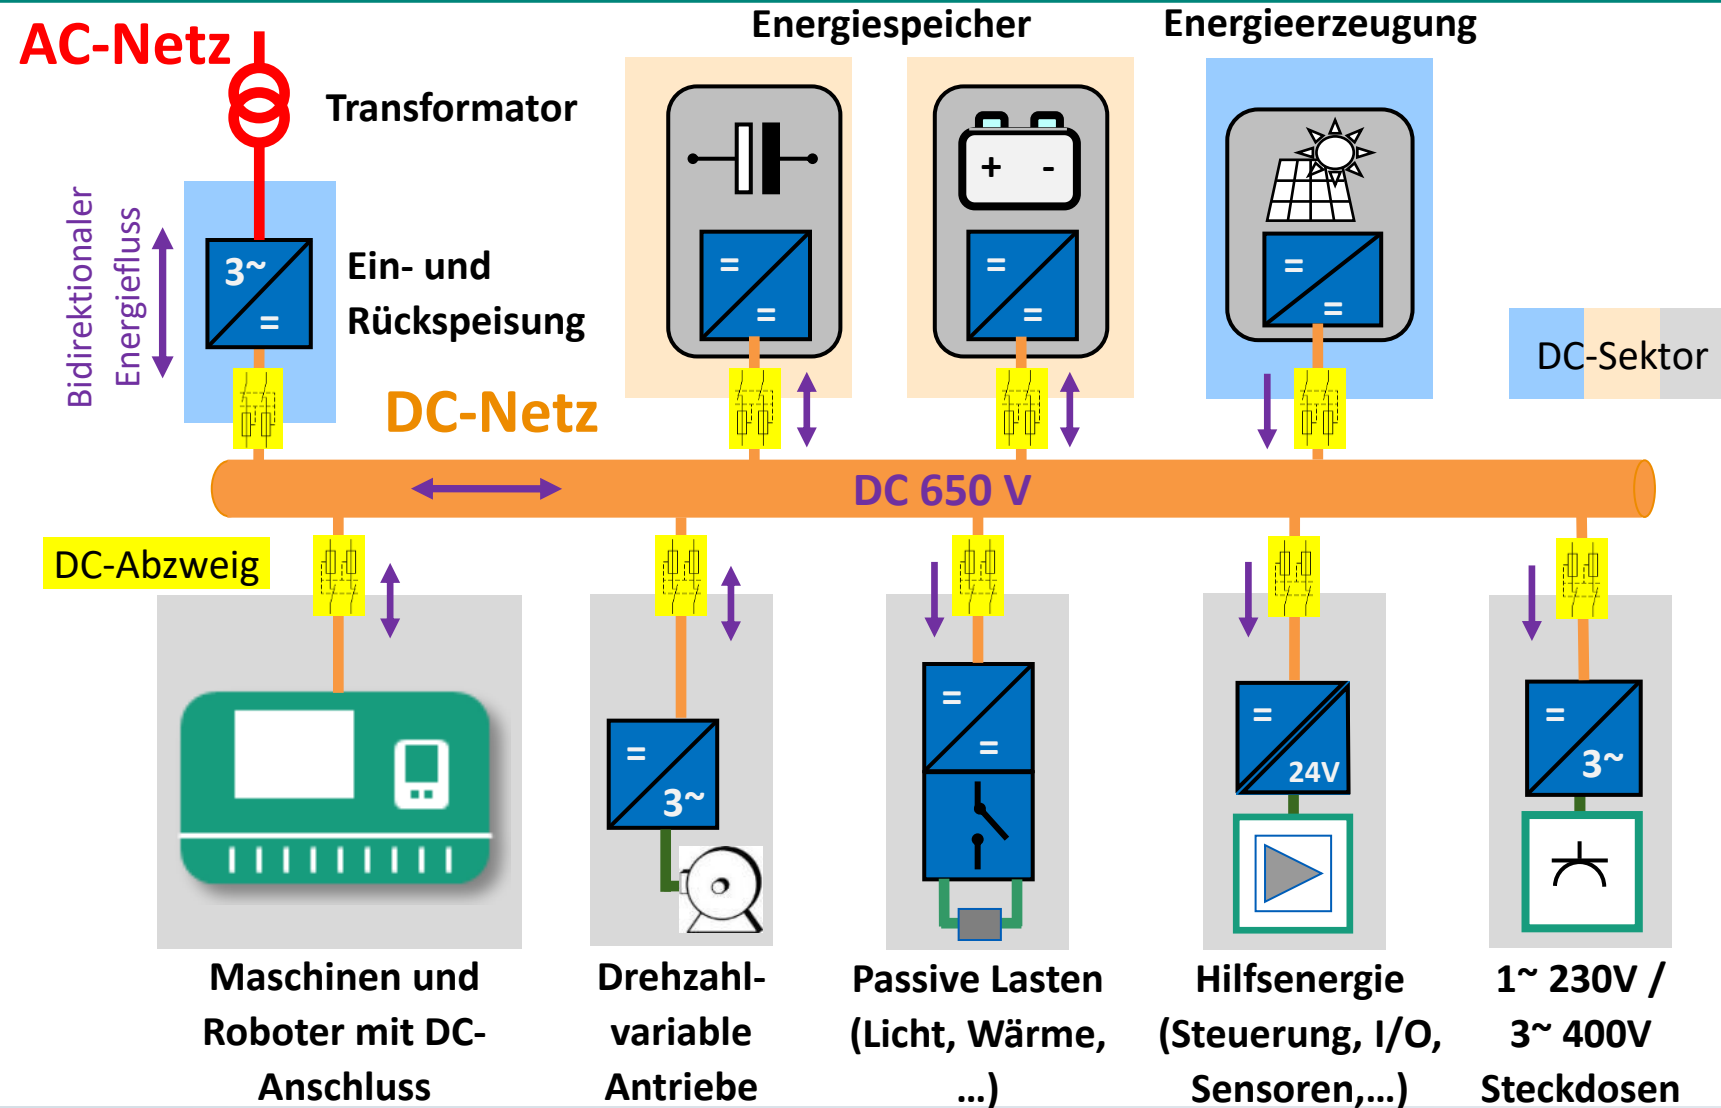 AC-Netz
Transformator
Energiespeicher
Energieerzeugung
+ -
Bidirektionaler
Energiefluss
3~
=
Ein- und
Rückspeisung
=
=
=
=
=
=
DC-Sektor
DC-Netz
DC 650 V
DC-Abzweig
=
3~
=
=
=
24V
=
3~
Maschinen und
Roboter mit DC-
Anschluss
Drehzahl-
variable
Antriebe
Passive Lasten
(Licht, Wärme,
...)
Hilfsenergie
(Steuerung, I/O,
Sensoren,...)
1~ 230V /
3~ 400V
Steckdosen